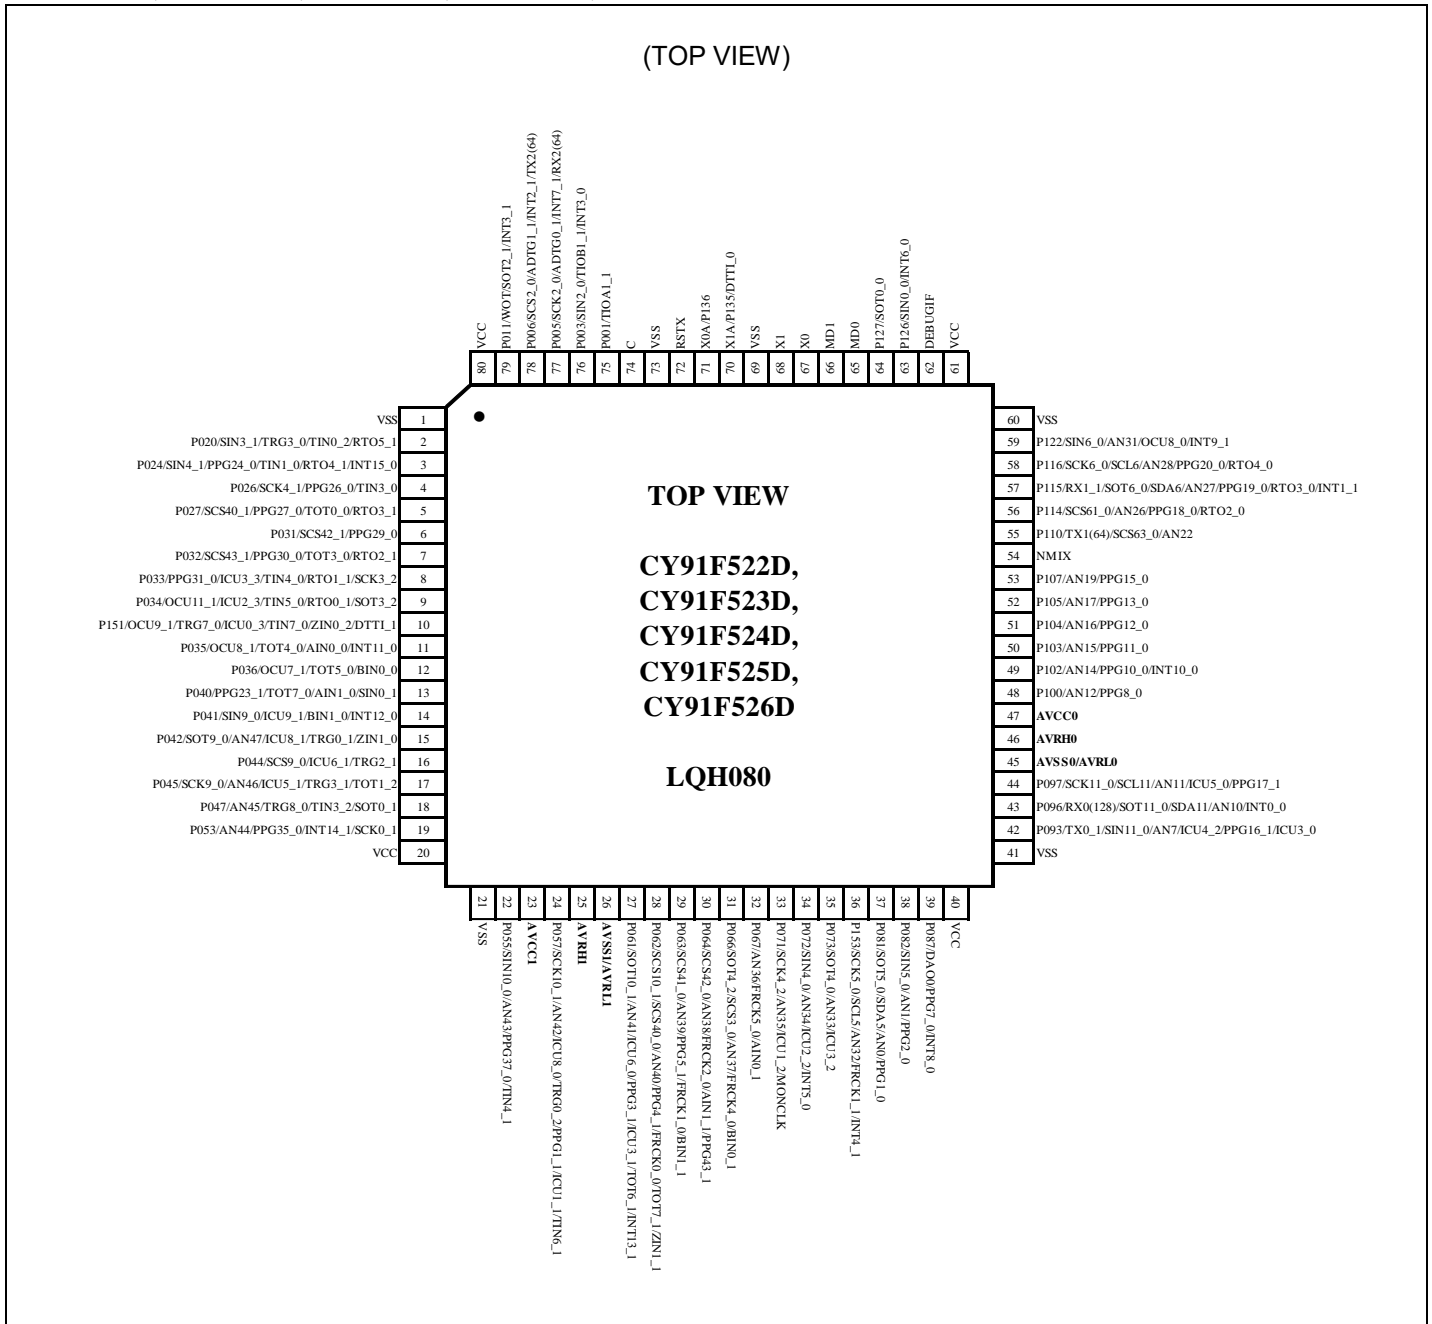 (TOP VIEW)
80 VCC
79 P011/WOT/SOT2_1/INT3_1
78 P006/SCS2_0/ADTG1_1/INT2_1/TX2(64)
77 P005/SCK2_0/ADTG0_1/INT7_1/RX2(64)
76 P003/SIN2_0/TIOB1_1/INT3_0
75 P001/TIOA1_1
74 C
73 VSS
72 RSTX
71 X0A/P136
70 X1A/P135/DTTI_0
69 VSS
68 X1
67 X0
66 MD1
65 MD0
64 P127/SOT0_0
63 P126/SIN0_0/INT6_0
62 DEBUGIF
61 VCC
VSS 1
P020/SIN3_1/TRG3_0/TIN0_2/RTO5_1 2
P024/SIN4_1/PPG24_0/TIN1_0/RTO4_1/INT15_0 3
P026/SCK4_1/PPG26_0/TIN3_0 4
P027/SCS40_1/PPG27_0/TOT0_0/RTO3_1 5
P031/SCS42_1/PPG29_0 6
P032/SCS43_1/PPG30_0/TOT3_0/RTO2_1 7
P033/PPG31_0/ICU3_3/TIN4_0/RTO1_1/SCK3_2 8
P034/OCU11_1/ICU2_3/TIN5_0/RTO0_1/SOT3_2 9
P151/OCU9_1/TRG7_0/ICU0_3/TIN7_0/ZIN0_2/DTTI_1 10
P035/OCU8_1/TOT4_0/AIN0_0/INT11_0 11
P036/OCU7_1/TOT5_0/BIN0_0 12
P040/PPG23_1/TOT7_0/AIN1_0/SIN0_1 13
P041/SIN9_0/ICU9_1/BIN1_0/INT12_0 14
P042/SOT9_0/AN47/ICU8_1/TRG0_1/ZIN1_0 15
P044/SCS9_0/ICU6_1/TRG2_1 16
P045/SCK9_0/AN46/ICU5_1/TRG3_1/TOT1_2 17
P047/AN45/TRG8_0/TIN3_2/SOT0_1 18
P053/AN44/PPG35_0/INT14_1/SCK0_1 19
VCC 20
TOP VIEW
CY91F522D,
CY91F523D,
CY91F524D,
CY91F525D,
CY91F526D
LQH080
60 VSS
59 P122/SIN6_0/AN31/OCU8_0/INT9_1
58 P116/SCK6_0/SCL6/AN28/PPG20_0/RTO4_0
57 P115/RX1_1/SOT6_0/SDA6/AN27/PPG19_0/RTO3_0/INT1_1
56 P114/SCS61_0/AN26/PPG18_0/RTO2_0
55 P110/TX1(64)/SCS63_0/AN22
54 NMIX
53 P107/AN19/PPG15_0
52 P105/AN17/PPG13_0
51 P104/AN16/PPG12_0
50 P103/AN15/PPG11_0
49 P102/AN14/PPG10_0/INT10_0
48 P100/AN12/PPG8_0
47 AVCC0
46 AVRH0
45 AVSS0/AVRL0
44 P097/SCK11_0/SCL11/AN11/ICU5_0/PPG17_1
43 P096/RX0(128)/SOT11_0/SDA11/AN10/INT0_0
42 P093/TX0_1/SIN11_0/AN7/ICU4_2/PPG16_1/ICU3_0
41 VSS
21 VSS
22 P055/SIN10_0/AN43/PPG37_0/TIN4_1
23 AVCC1
24 P057/SCK10_1/AN42/ICU8_0/TRG0_2/PPG1_1/ICU1_1/TIN6_1
25 AVRH1
26 AVSS1/AVRL1
27 P061/SOT10_1/AN41/ICU6_0/PPG3_1/ICU3_1/TOT6_1/INT13_1
28 P062/SCS10_1/SCS40_0/AN40/PPG4_1/FRCK0_0/TOT7_1/ZIN1_1
29 P063/SCS41_0/AN39/PPG5_1/FRCK1_0/BIN1_1
30 P064/SCS42_0/AN38/FRCK2_0/AIN1_1/PPG43_1
31 P066/SOT4_2/SCS3_0/AN37/FRCK4_0/BIN0_1
32 P067/AN36/FRCK5_0/AIN0_1
33 P071/SCK4_2/AN35/ICU1_2/MONCLK
34 P072/SIN4_0/AN34/ICU2_2/INT5_0
35 P073/SOT4_0/AN33/ICU3_2
36 P153/SCK5_0/SCL5/AN32/FRCK1_1/INT4_1
37 P081/SOT5_0/SDA5/AN0/PPG1_0
38 P082/SIN5_0/AN1/PPG2_0
39 P087/DAO0/PPG7_0/INT8_0
40 VCC